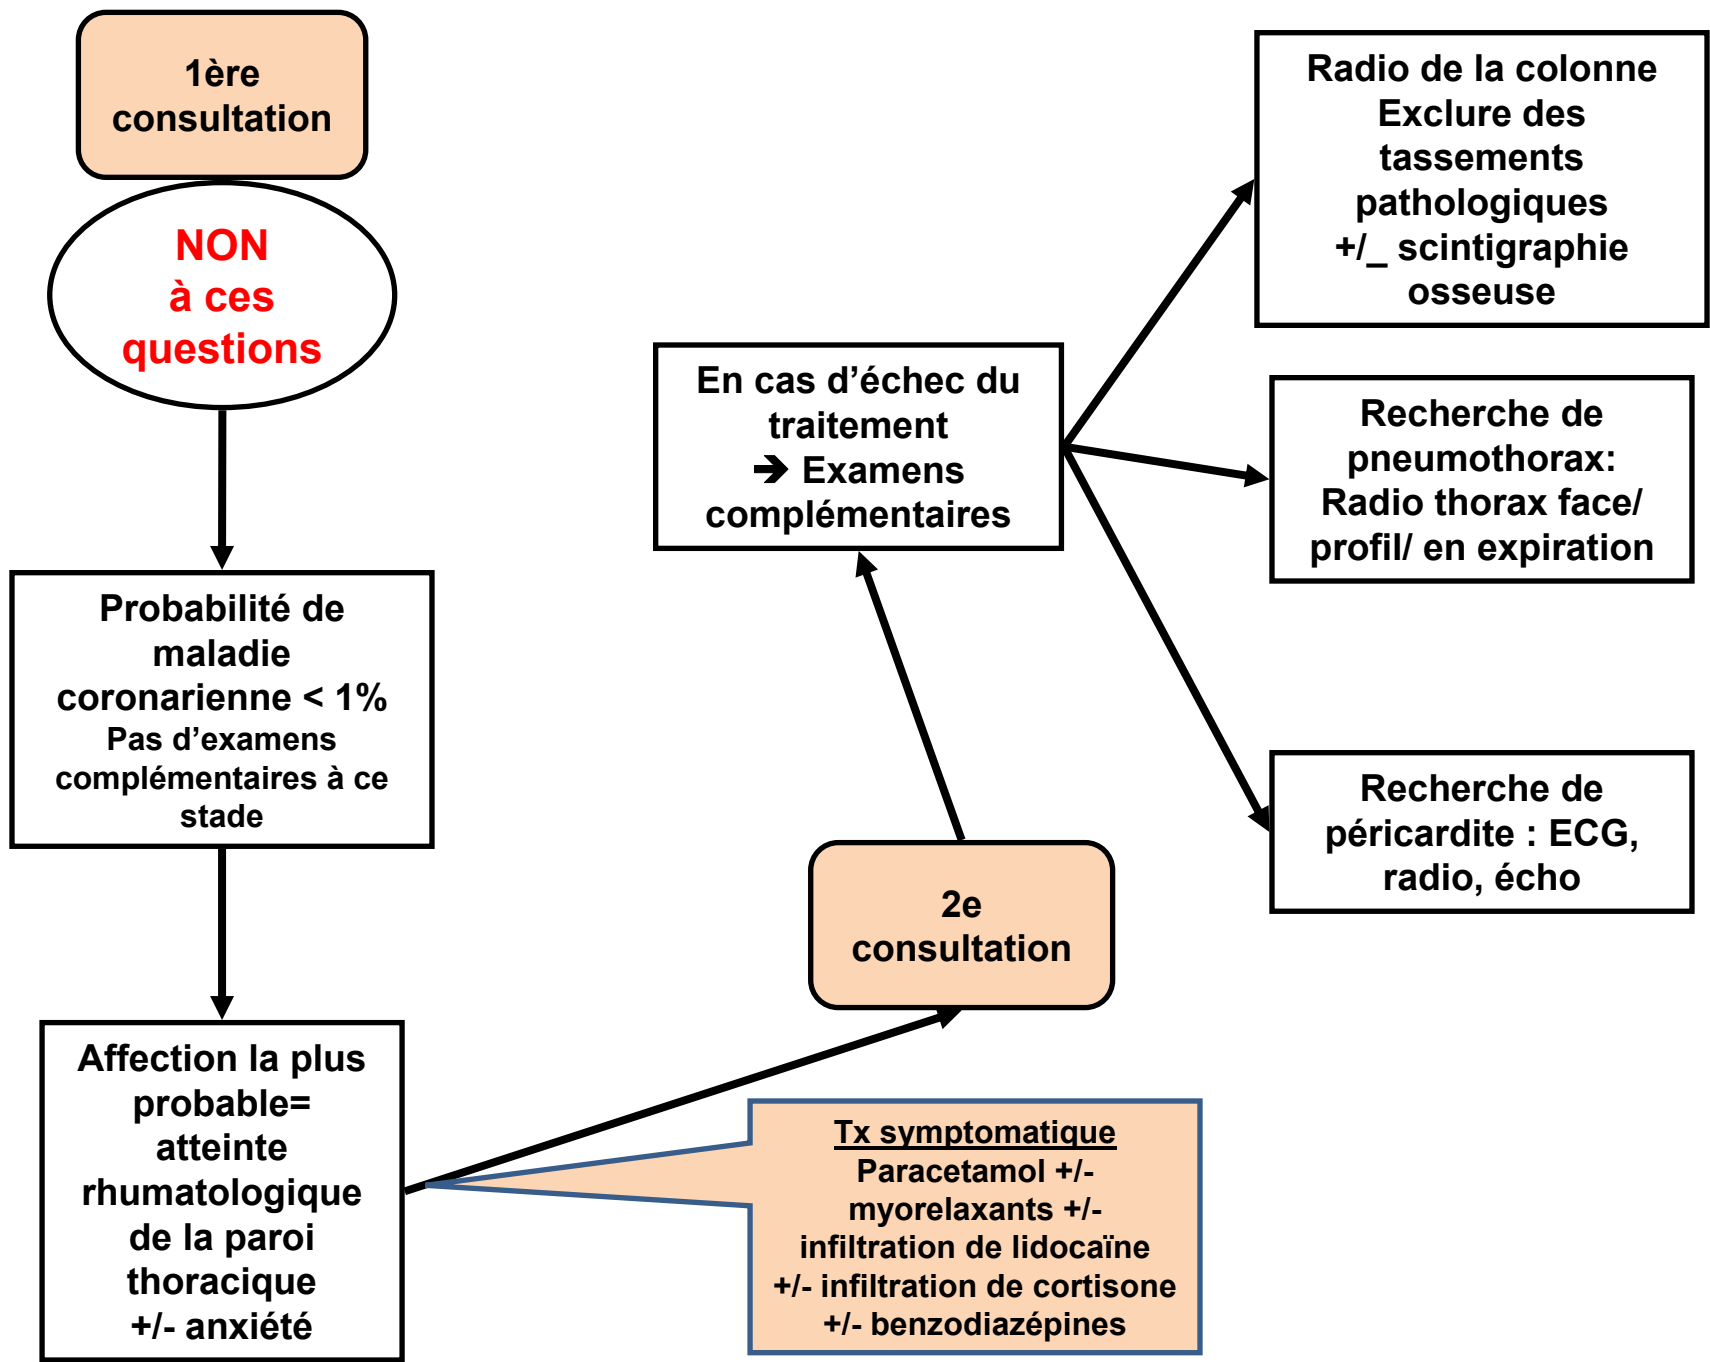 1ère
consultation
NON
à ces
questions
Probabilité de
maladie
coronarienne < 1%
Pas d’examens
complémentaires à ce
stade
Affection la plus
probable=
atteinte
rhumatologique
de la paroi
thoracique
+/- anxiété
Tx symptomatique
Paracetamol +/-
myorelaxants +/-
infiltration de lidocaïne
+/- infiltration de cortisone
+/- benzodiazépines
2e
consultation
En cas d’échec du
traitement
➔ Examens
complémentaires
Radio de la colonne
Exclure des
tassements
pathologiques
+/_ scintigraphie
osseuse
Recherche de
pneumothorax:
Radio thorax face/
profil/ en expiration
Recherche de
péricardite : ECG,
radio, écho